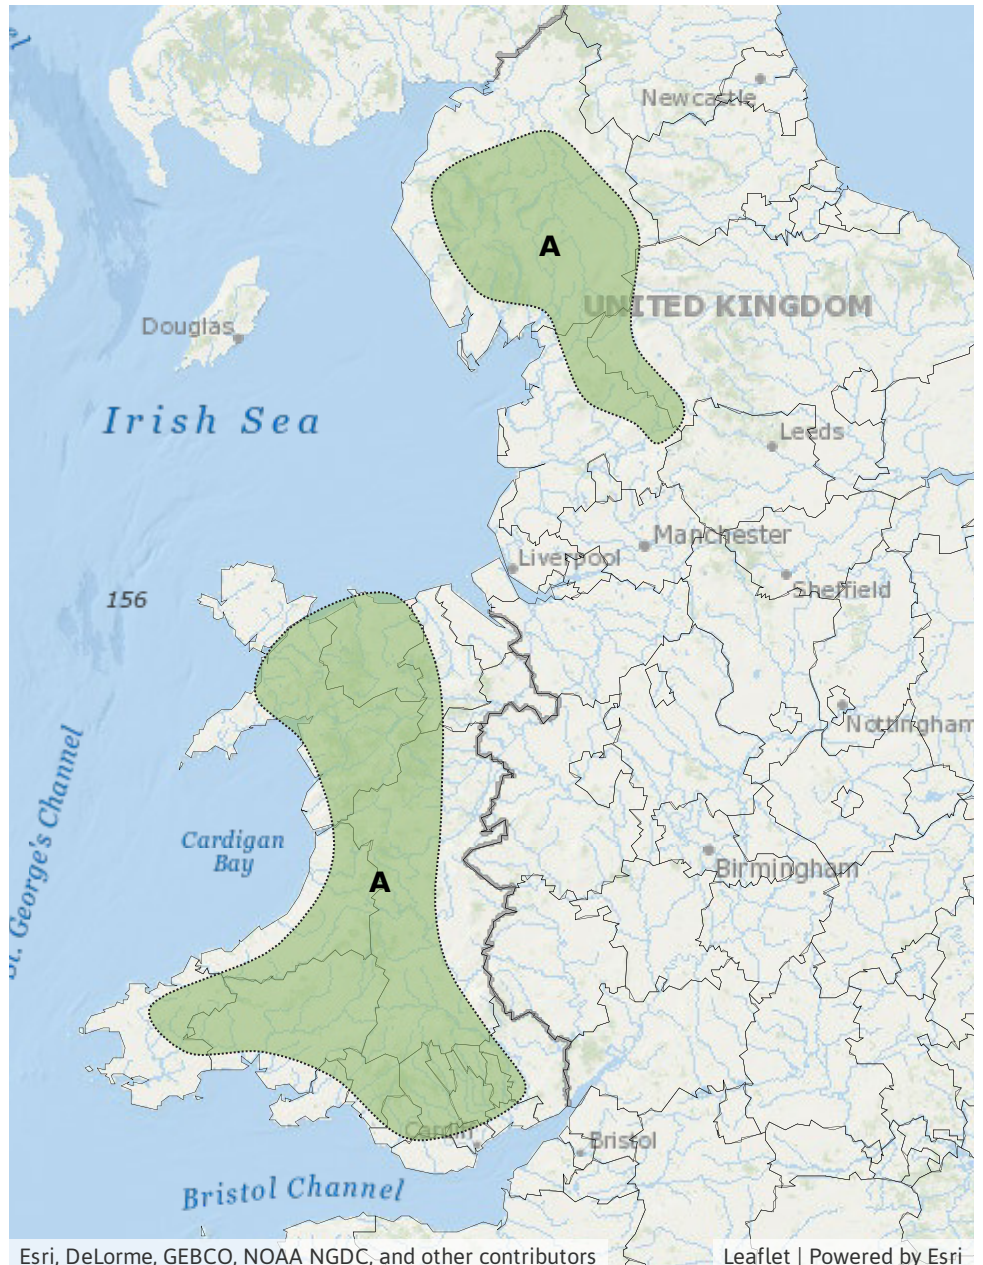 Newcastle
A
UNITED KINGDOM
Douglas
Irish Sea
Leeds
Manchester
Liverpool
Sheffield
156
Nottingham
St. George's Channel
Cardigan
Bay
Birmingham
A
Cardiff
Bristol
Bristol Channel
Esri, DeLorme, GEBCO, NOAA NGDC, and other contributors
Leaflet | Powered by Esri